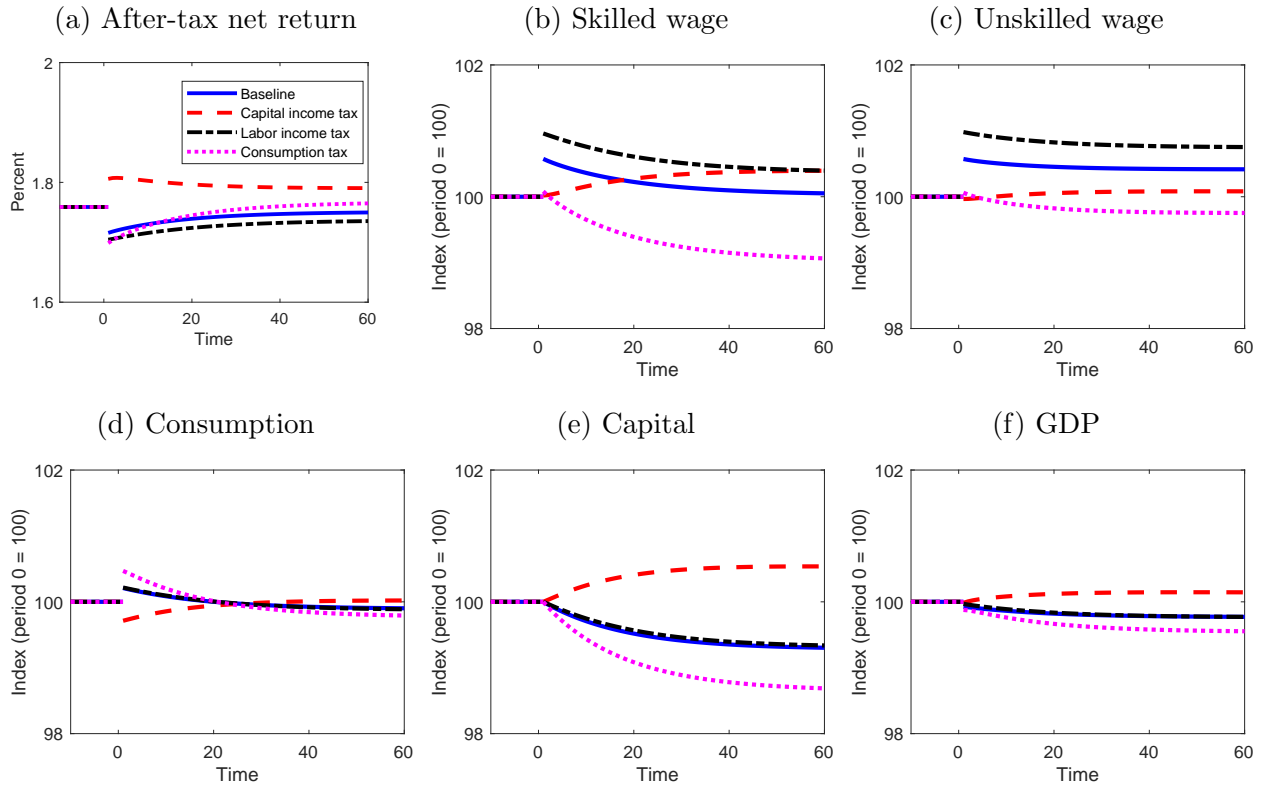 (a) After-tax net return
(b) Skilled wage
(c) Unskilled wage
2
1.8
1.6
Percent
0
20
40
60
Time
Baseline
Capital income tax
Labor income tax
Consumption tax
102
100
98
Index (period 0 = 100)
0
20
40
60
Time
102
100
98
Index (period 0 = 100)
0
20
40
60
Time
(d) Consumption
(e) Capital
(f) GDP
102
100
98
Index (period 0 = 100)
0
20
40
60
Time
102
100
98
Index (period 0 = 100)
0
20
40
60
Time
102
100
98
Index (period 0 = 100)
0
20
40
60
Time